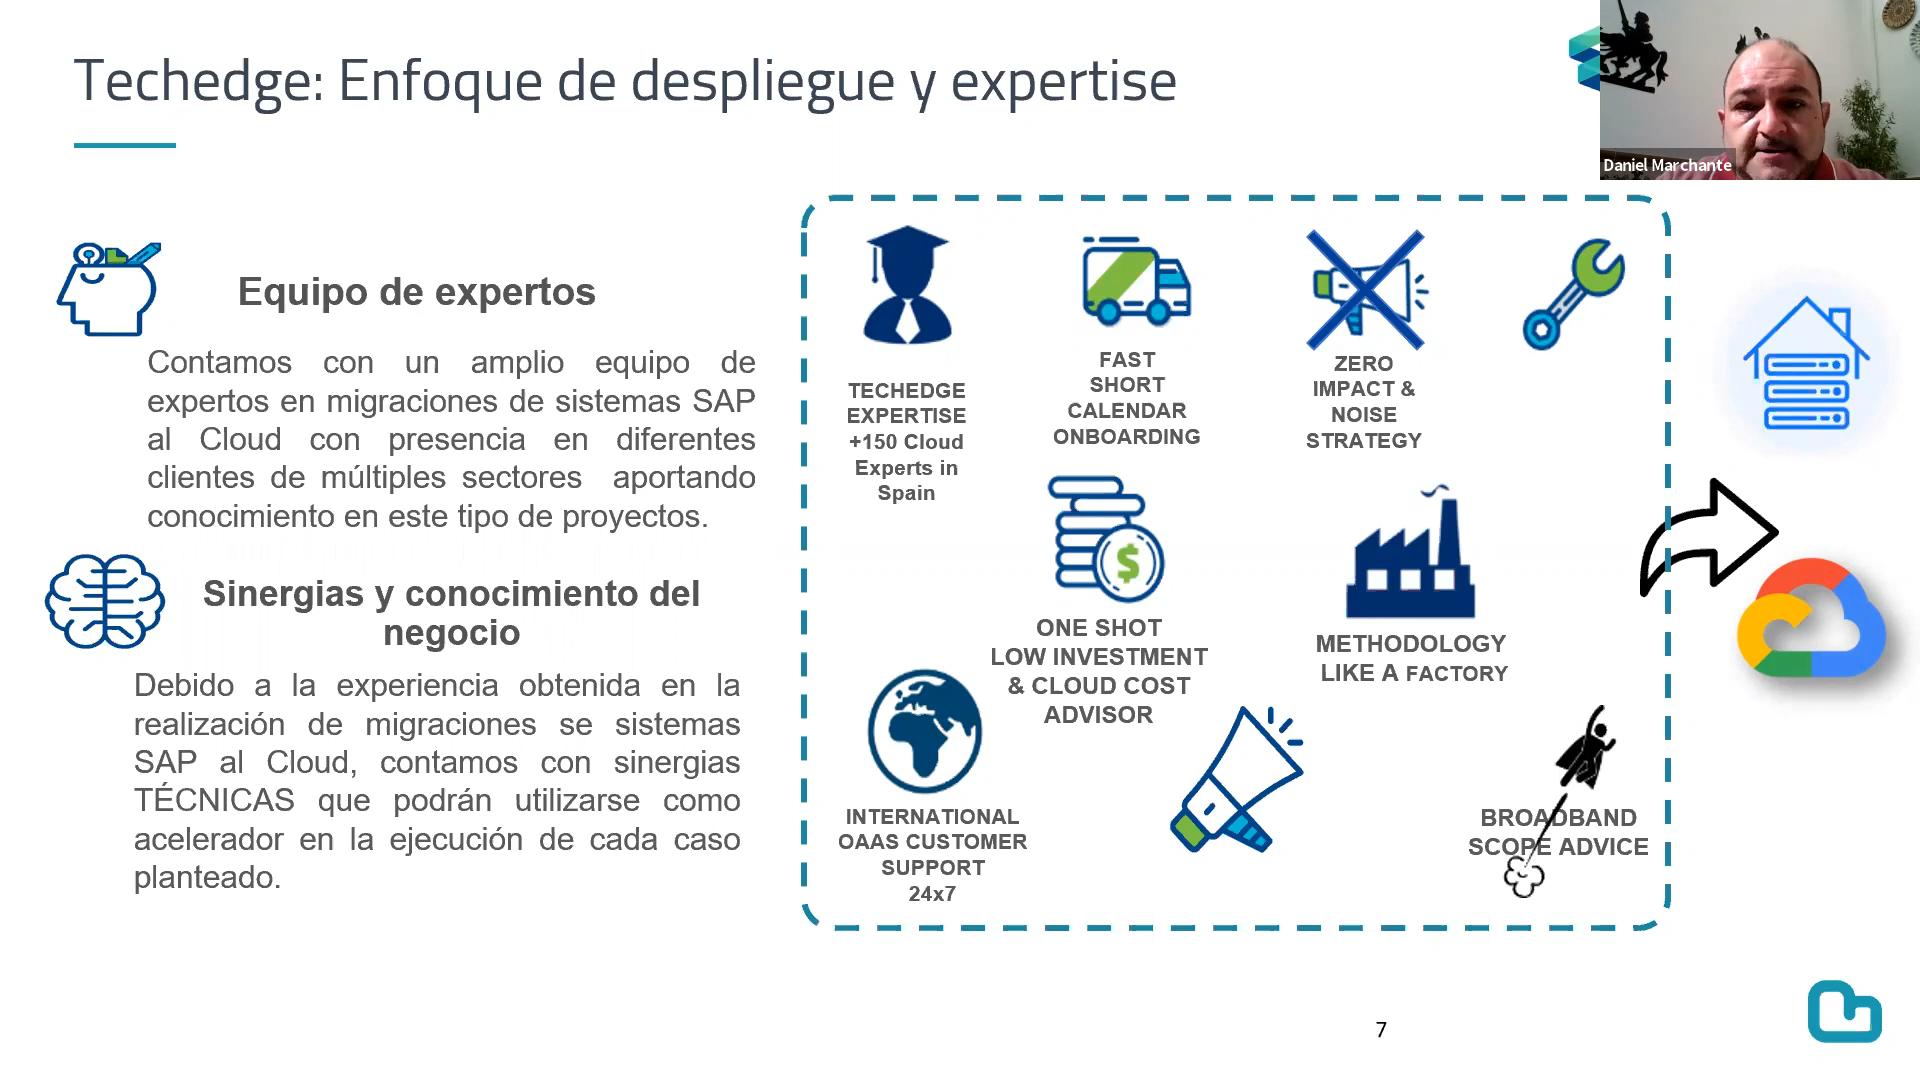 Techedge: Enfoque de despliegue y expertise
Daniel Marchante
Equipo de expertos
Contamos con un amplio equipo de
expertos en migraciones de sistemas SAP
al Cloud con presencia en diferentes
clientes de múltiples sectores aportando
conocimiento en este tipo de proyectos.
Sinergias y conocimiento del
negocio
Debido a la experiencia obtenida en la
realización de migraciones se sistemas
SAP al Cloud, contamos con sinergias
TÉCNICAS que podrán utilizarse como
acelerador en la ejecución de cada caso
planteado.
TECHEDGE
EXPERTISE
+150 Cloud
Experts in
Spain
FAST
SHORT
CALENDAR
ONBOARDING
ZERO
IMPACT &
NOISE
STRATEGY
$
ONE SHOT
LOW INVESTMENT
& CLOUD COST
ADVISOR
METHODOLOGY
LIKE A FACTORY
INTERNATIONAL
OAAS CUSTOMER
SUPPORT
24x7
BROADBAND
SCOPE ADVICE
7